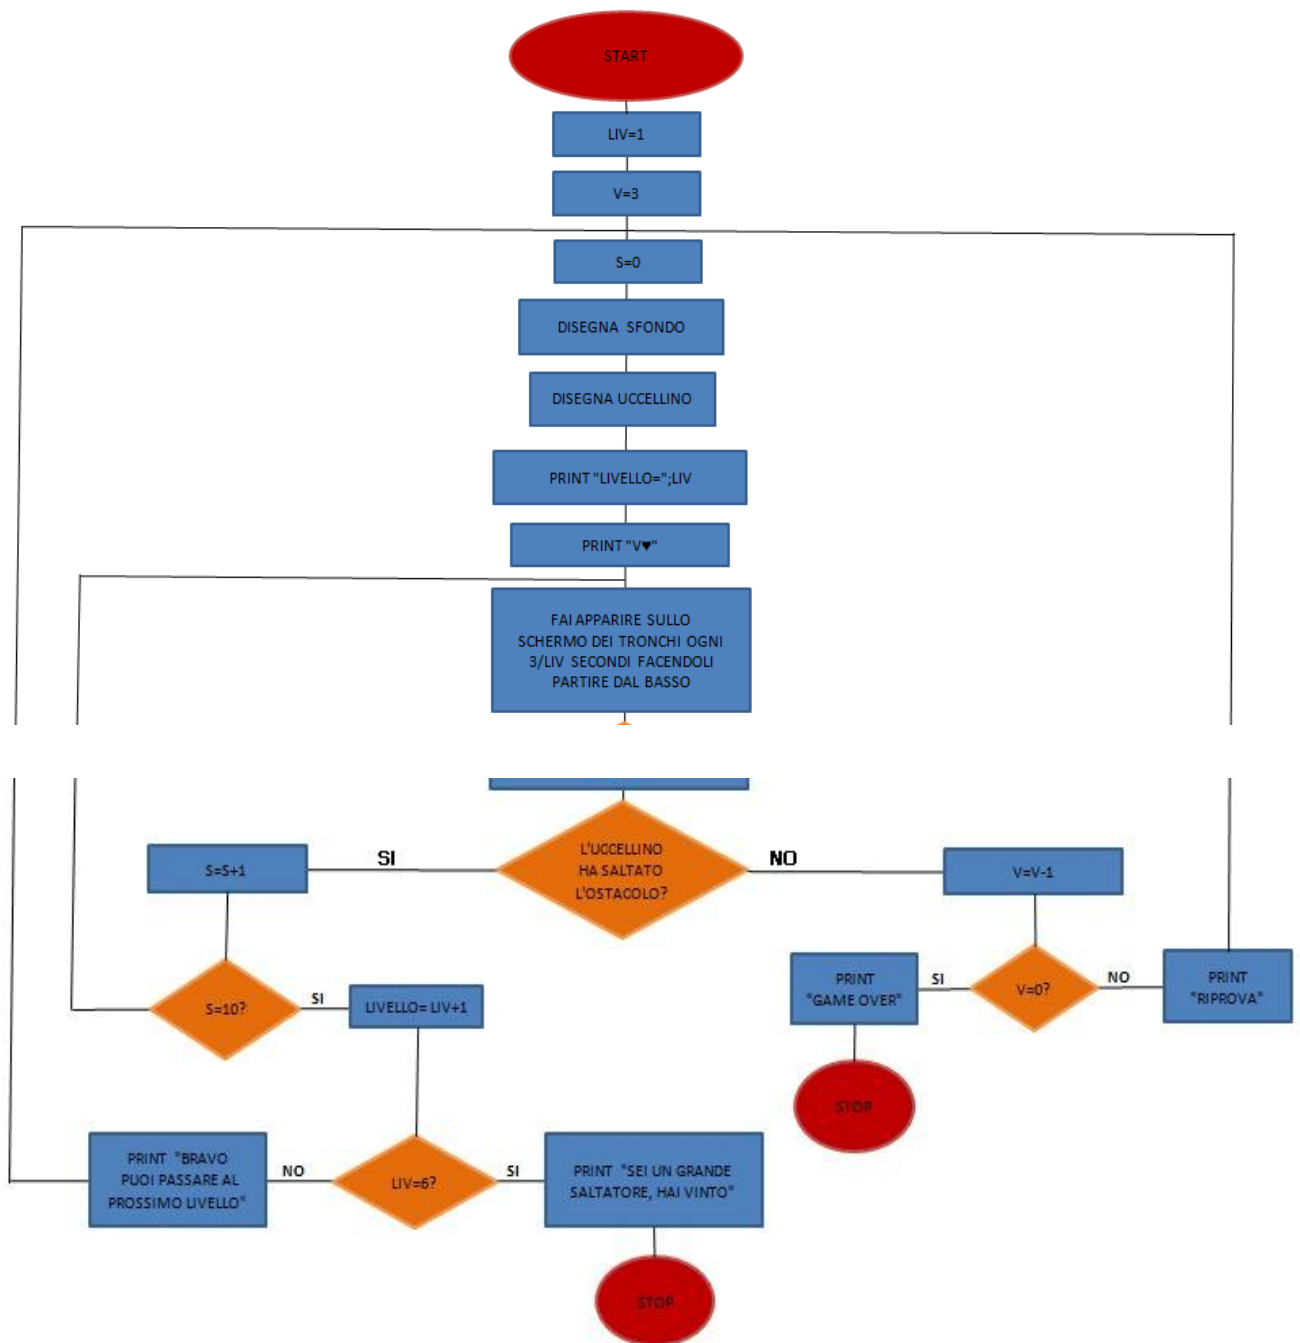 START
LIV=1
V=3
S=0
DISEGNA SFONDO
DISEGNA UCCELLINO
PRINT "LIVELLO=";LIV
PRINT "V♥"
FAI APPARIRE SULLO
SCHERMO DEI TRONCHI OGNI
3/LIV SECONDI FACENDOLI
PARTIRE DAL BASSO
L'UCCELLINO
HA SALTATO
L'OSTACOLO?
SI
NO
S=S+1
V=V-1
S=10?
SI
LIVELLO= LIV+1
PRINT
"GAME OVER"
SI
V=0?
NO
PRINT
"RIPROVA"
STOP
PRINT "BRAVO
PUOI PASSARE AL
PROSSIMO LIVELLO"
NO
LIV=6?
SI
PRINT "SEI UN GRANDE
SALTATORE, HAI VINTO"
STOP